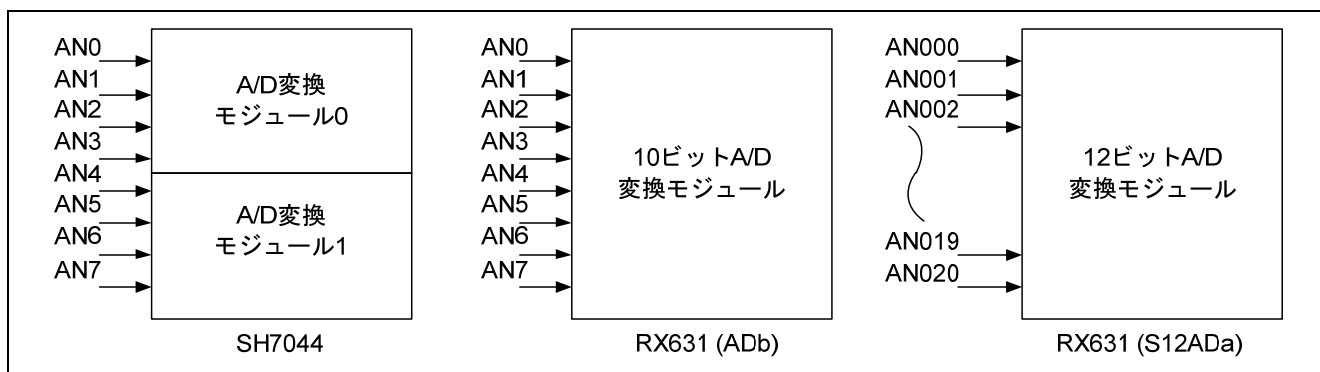 AN0
AN1
AN2
AN3
AN4
AN5
AN6
AN7
A/D変換
モジュール0
A/D変換
モジュール1
SH7044
AN0
AN1
AN2
AN3
AN4
AN5
AN6
AN7
10ビットA/D
変換モジュール
RX631 (ADb)
AN000
AN001
AN002
AN019
AN020
12ビットA/D
変換モジュール
RX631 (S12ADa)